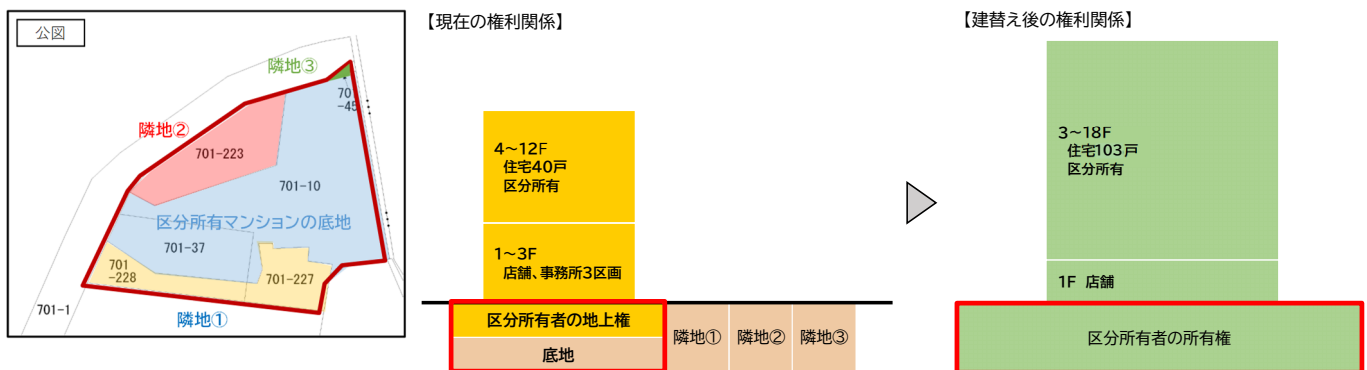 公図
隣地③
70
-45
隣地②
701-223
701-10
区分所有マンションの底地
701-37
701
-228
701-227
701-1
隣地①
【現在の権利関係】
4～12F
住宅40戸
区分所有
1～3F
店舗、事務所3区画
区分所有者の地上権
底地
隣地①
隣地②
隣地③
【建替え後の権利関係】
3～18F
住宅103戸
区分所有
1F 店舗
区分所有者の所有権